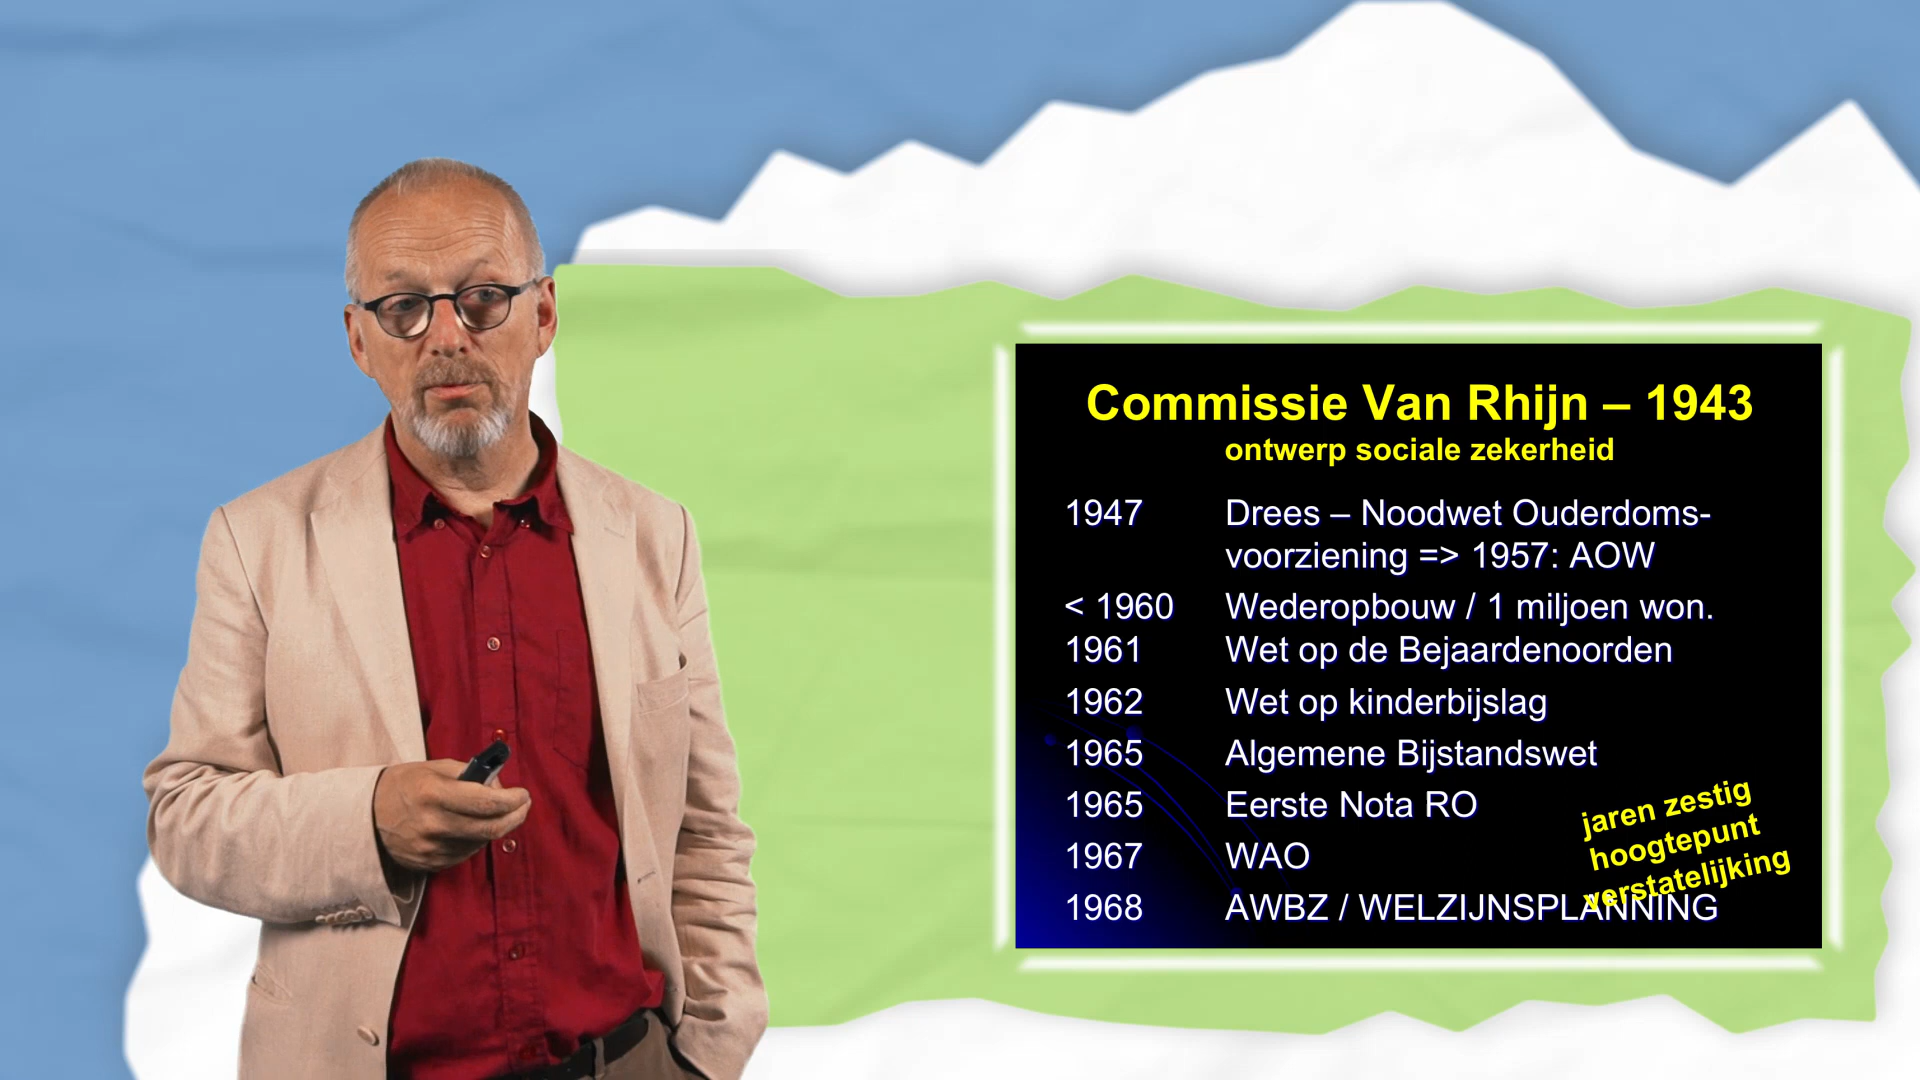 Commissie Van Rhijn – 1943
ontwerp sociale zekerheid
1947 Drees – Noodwet Ouderdoms-
voorziening => 1957: AOW
< 1960 Wederopbouw / 1 miljoen won.
1961 Wet op de Bejaardenoorden
1962 Wet op kinderbijslag
1965 Algemene Bijstandswet
1965 Eerste Nota RO
1967 WAO
1968 AWBZ / WELZIJNSPLANNING
jaren zestig
hoogtepunt
verstatelijking